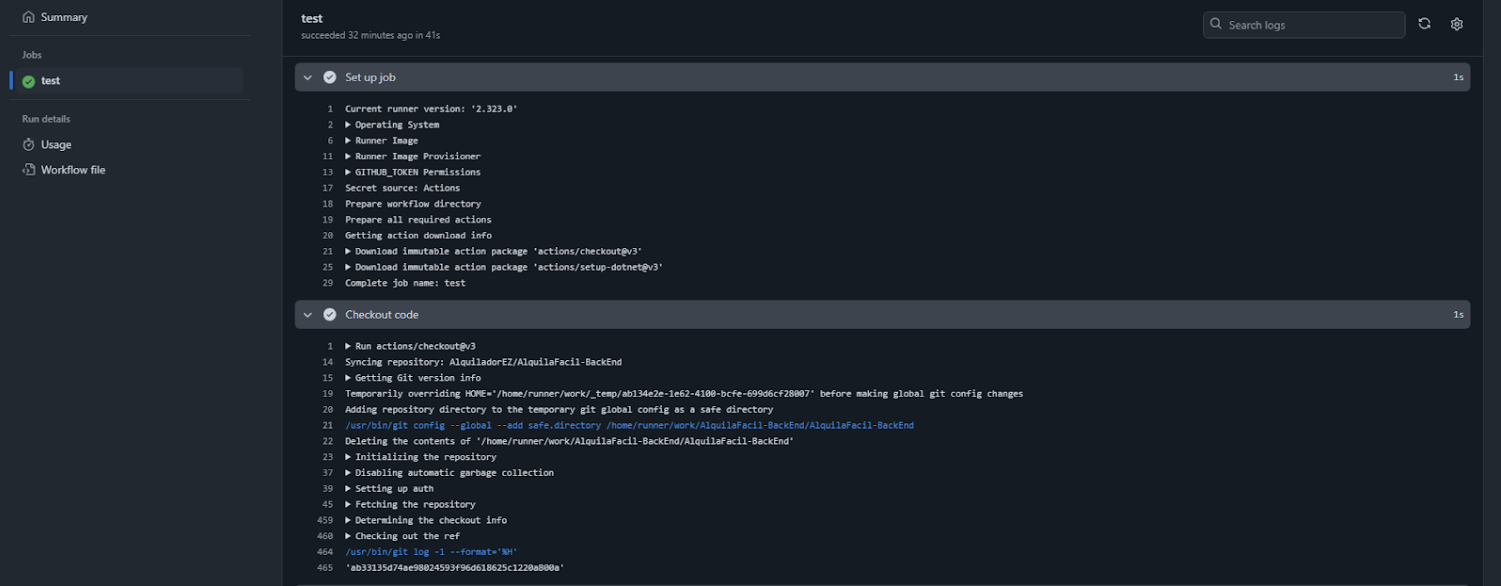 Summary
Jobs
test
Run details
Usage
Workflow file
test
succeeded 32 minutes ago in 41s
Search logs
Set up job 1s
1 Current runner version: '2.323.0'
2 Operating System
6 Runner Image
11 Runner Image Provisioner
13 GITHUB_TOKEN Permissions
17 Secret source: Actions
18 Prepare workflow directory
19 Prepare all required actions
20 Getting action download info
21 Download immutable action package 'actions/checkout@v3'
25 Download immutable action package 'actions/setup-dotnet@v3'
29 Complete job name: test
Checkout code 1s
1 Run actions/checkout@v3
14 Syncing repository: AlquiladorEZ/AlquilaFacil-BackEnd
15 Getting Git version info
19 Temporarily overriding HOME='/home/runner/work/_temp/ab134e2e-1e62-4100-bcfe-699d6cf28007' before making global git config changes
20 Adding repository directory to the temporary git global config as a safe directory
21 /usr/bin/git config --global --add safe.directory /home/runner/work/AlquilaFacil-BackEnd/AlquilaFacil-BackEnd
22 Deleting the contents of '/home/runner/work/AlquilaFacil-BackEnd/AlquilaFacil-BackEnd'
23 Initializing the repository
37 Disabling automatic garbage collection
39 Setting up auth
45 Fetching the repository
459 Determining the checkout info
460 Checking out the ref
464 /usr/bin/git log -1 --format='%H'
465 'ab33135d74ae98024593f96d618625c1220a800a'